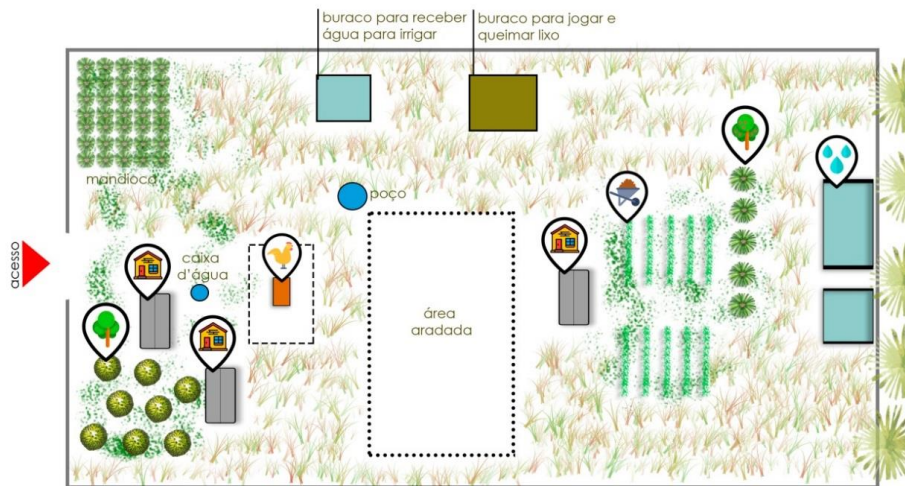 buraco para receber
água para irrigar
buraco para jogar e
queimar lixo
mandioca
poço
acesso
caixa
d'água
área
aradada